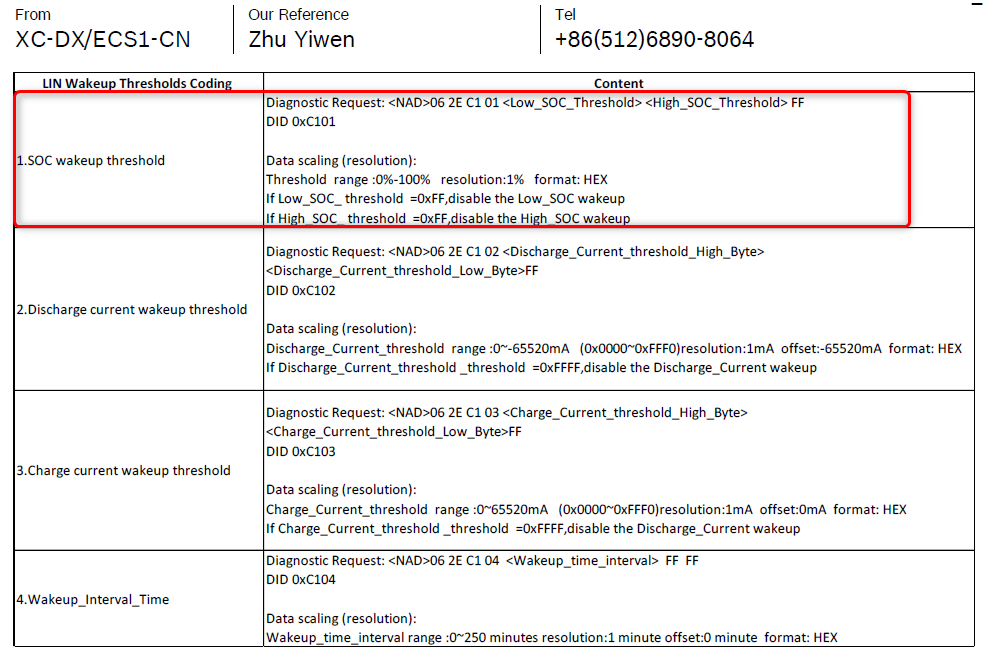 From
XC-DX/ECS1-CN
Our Reference
Zhu Yiwen
Tel
+86(512)6890-8064
LIN Wakeup Thresholds Coding
Content
1.SOC wakeup threshold
Diagnostic Request: <NAD>06 2E C1 01 <Low_SOC_Threshold> <High_SOC_Threshold> FF
DID 0xC101
Data scaling (resolution):
Threshold range :0%-100% resolution:1% format: HEX
If Low_SOC_ threshold =0xFF,disable the Low_SOC wakeup
If High_SOC_ threshold =0xFF,disable the High_SOC wakeup
2.Discharge current wakeup threshold
Diagnostic Request: <NAD>06 2E C1 02 <Discharge_Current_threshold_High_Byte>
<Discharge_Current_threshold_Low_Byte>FF
DID 0xC102
Data scaling (resolution):
Discharge_Current_threshold range :0~-65520mA (0x0000~0xFFF0)resolution:1mA offset:-65520mA format: HEX
If Discharge_Current_threshold _threshold =0xFFFF,disable the Discharge_Current wakeup
3.Charge current wakeup threshold
Diagnostic Request: <NAD>06 2E C1 03 <Charge_Current_threshold_High_Byte>
<Charge_Current_threshold_Low_Byte>FF
DID 0xC103
Data scaling (resolution):
Charge_Current_threshold range :0~65520mA (0x0000~0xFFF0)resolution:1mA offset:0mA format: HEX
If Charge_Current_threshold _threshold =0xFFFF,disable the Discharge_Current wakeup
4.Wakeup_Interval_Time
Diagnostic Request: <NAD>06 2E C1 04 <Wakeup_time_interval> FF FF
DID 0xC104
Data scaling (resolution):
Wakeup_time_interval range :0~250 minutes resolution:1 minute offset:0 minute format: HEX